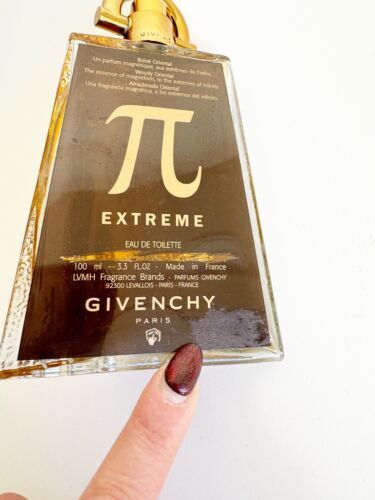 GIVENCHY
Boisé Oriental
Un parfum magnétique, aux extrêmes de l'infini.
Woody Oriental
The essence of magnetism, to the extremes of infinity.
Amaderado Oriental
Una fragancia magnética, a los extremos del infinito.
π
EXTREME
EAU DE TOILETTE
100 ml -- 3.3 FL.OZ - Made in France
LVMH Fragrance Brands - PARFUMS GIVENCHY
92300 LEVALLOIS - PARIS - FRANCE
GIVENCHY
PARIS